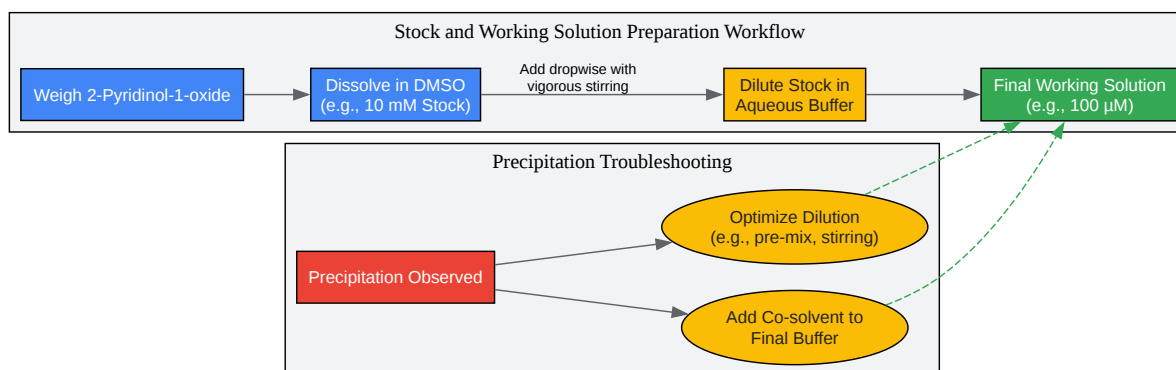 Stock and Working Solution Preparation Workflow
Weigh 2-Pyridinol-1-oxide
Dissolve in DMSO
(e.g., 10 mM Stock)
Add dropwise with
vigorous stirring
Dilute Stock in
Aqueous Buffer
Final Working Solution
(e.g., 100 µM)
Precipitation Troubleshooting
Precipitation Observed
Optimize Dilution
(e.g., pre-mix, stirring)
Add Co-solvent to
Final Buffer